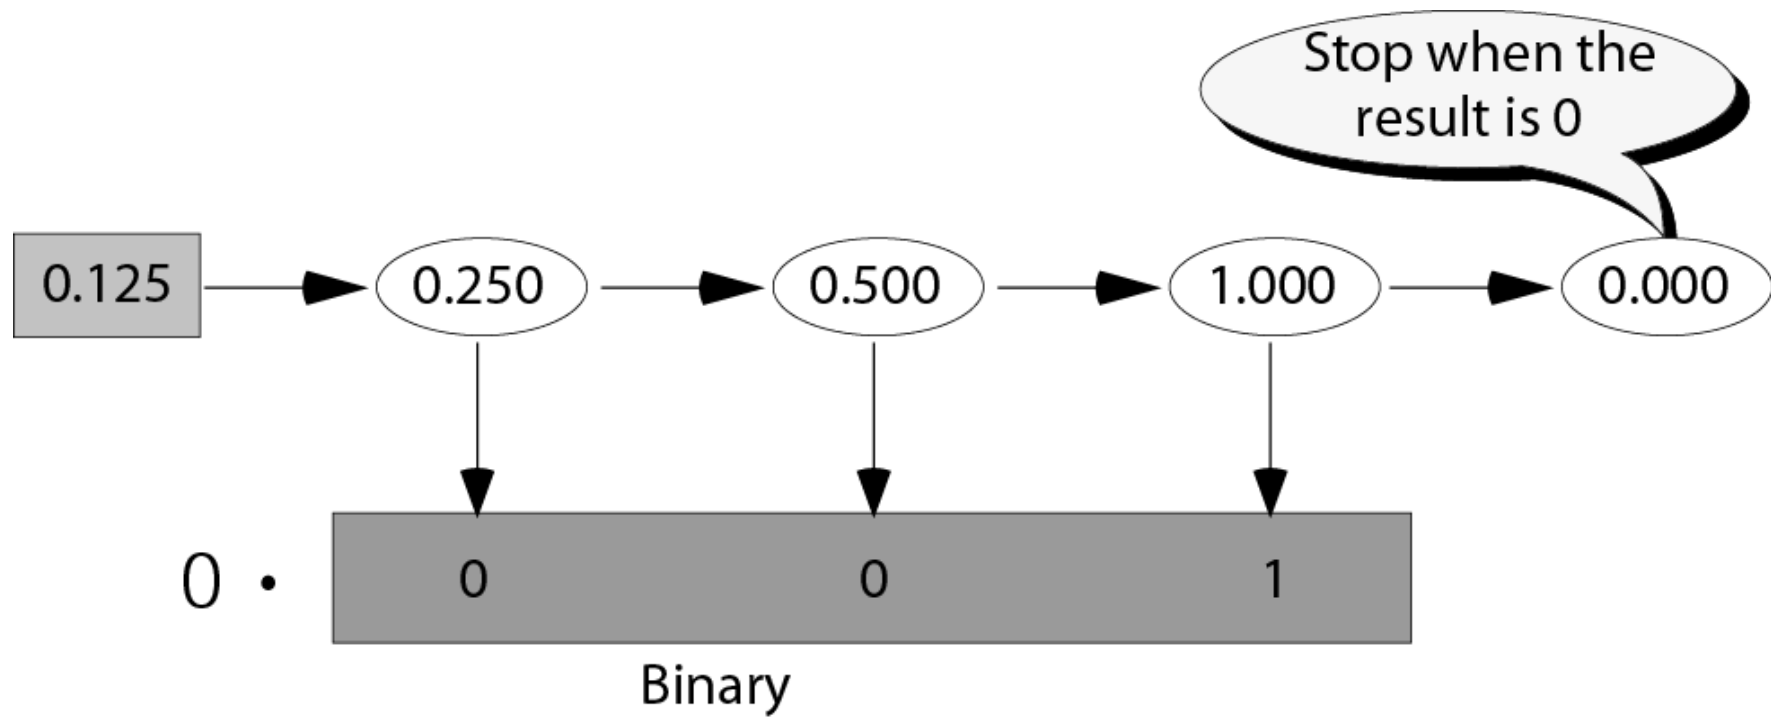 Stop when the
result is 0
0.125 0.250 0.500 1.000 0.000
0 . 0 0 1
Binary